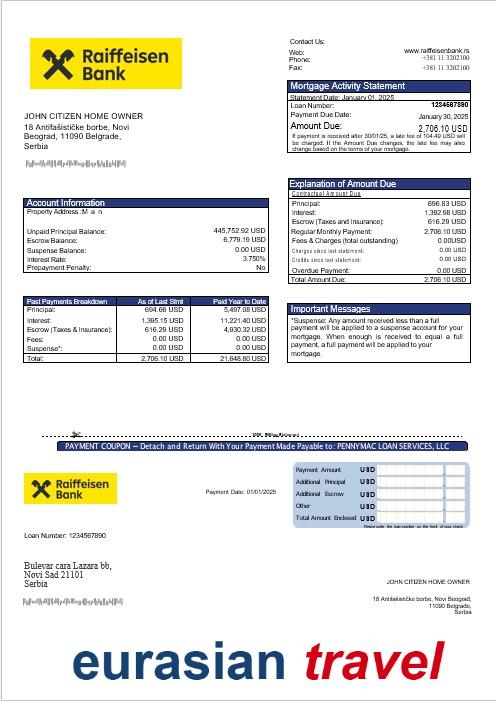 Raiffeisen
Bank
Contact Us:
Web: www.raiffeisenbank.rs
Phone: +381 11 3202100
Fax: +381 11 3202100
Mortgage Activity Statement
Statement Date: January 01, 2025
Loan Number: 1234567890
Payment Due Date: January 30, 2025
Amount Due: 2,706.10 USD
If payment is received after 30/01/25, a late fee of 104.49 USD will
be charged. If the Amount Due changes, the late fee may also
change based on the terms of your mortgage.
JOHN CITIZEN HOME OWNER
18 Antifašističke borbe, Novi
Beograd, 11090 Belgrade,
Serbia
Account Information
Property Address :M a n
Unpaid Principal Balance: 445,752.92 USD
Escrow Balance: 6,779.19 USD
Suspense Balance: 0.00 USD
Interest Rate: 3.750%
Prepayment Penalty: No
Explanation of Amount Due
Contractual Amount Due
Principal: 696.83 USD
Interest: 1,392.98 USD
Escrow (Taxes and Insurance): 616.29 USD
Regular Monthly Payment: 2,706.10 USD
Fees & Charges (total outstanding) 0.00USD
Charges since last statement: 0.00 USD
Credits since last statement: 0.00 USD
Overdue Payment: 0.00 USD
Total Amount Due: 2,706.10 USD
Past Payments Breakdown As of Last Stmt Paid Year to Date
Principal: 694.66 USD 5,497.08 USD
Interest: 1,395.15 USD 11,221.40 USD
Escrow (Taxes & Insurance): 616.29 USD 4,930.32 USD
Fees: 0.00 USD 0.00 USD
Suspense*: 0.00 USD 0.00 USD
Total: 2,706.10 USD 21,648.80 USD
Important Messages
*Suspense: Any amount received less than a full
payment will be applied to a suspense account for your
mortgage. When enough is received to equal a full
payment, a full payment will be applied to your
mortgage.
PAYMENT COUPON – Detach and Return With Your Payment Made Payable to: PENNYMAC LOAN SERVICES, LLC
Raiffeisen
Bank
Payment Date: 01/01/2025
Payment Amount USD
Additional Principal USD
Additional Escrow USD
Other USD
Total Amount Enclosed USD
Please note the loan number on the front of your check
Loan Number: 1234567890
Bulevar cara Lazara bb,
Novi Sad 21101
Serbia
JOHN CITIZEN HOME OWNER
18 Antifašističke borbe, Novi Beograd,
11090 Belgrade,
Serbia
eurasian travel